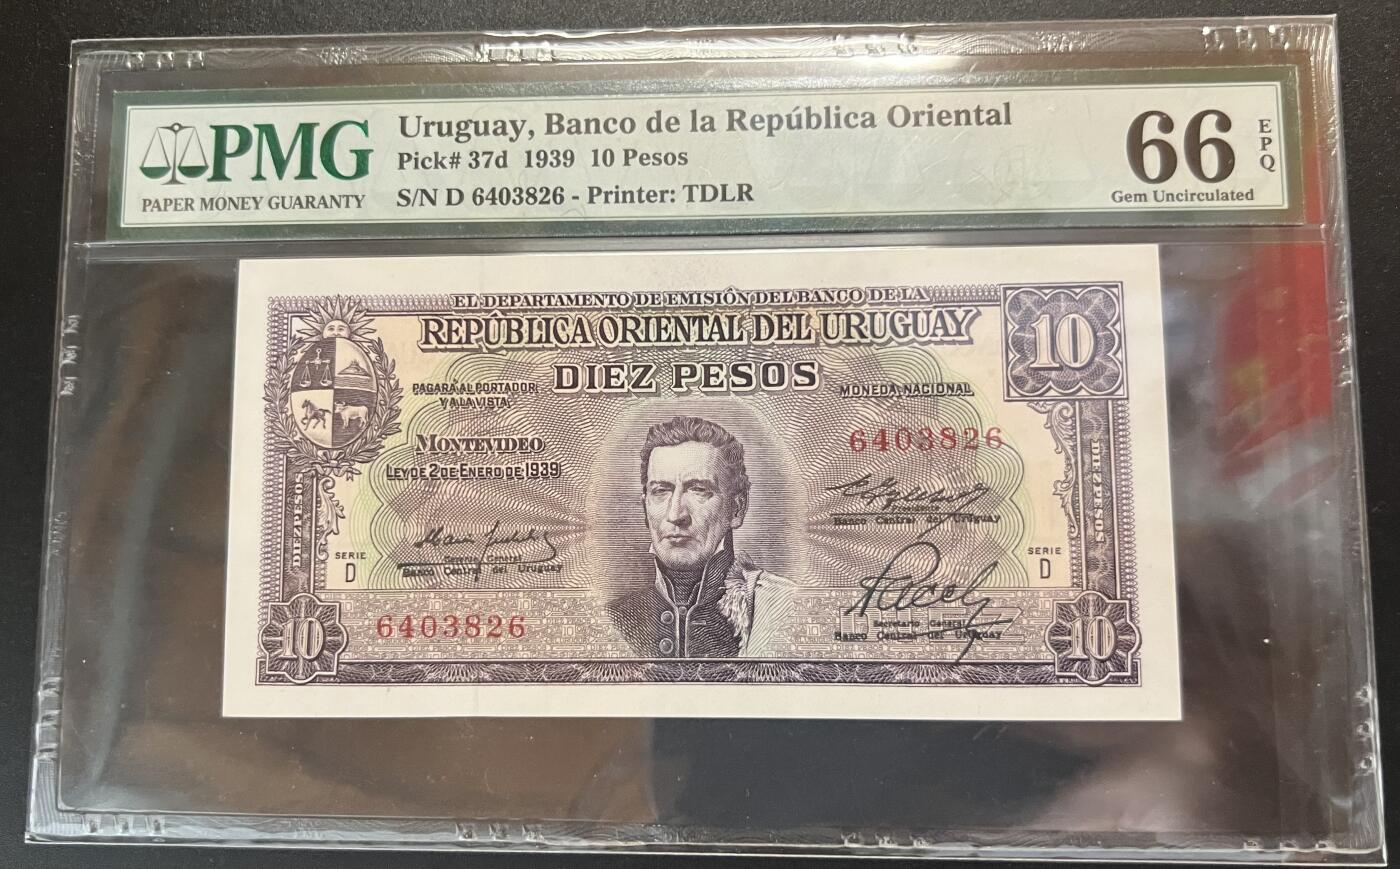 PMG
PAPER MONEY GUARANTY
Uruguay, Banco de la República Oriental
Pick# 37d 1939 10 Pesos
S/N D 6403826 - Printer: TDLR
66 EPQ
Gem Uncirculated
EL DEPARTAMENTO DE EMISIÓN DEL BANCO DE LA
REPÚBLICA ORIENTAL DEL URUGUAY
10
DIEZ PESOS
PAGARÁ AL PORTADOR
Y A LA VISTA
MONEDA NACIONAL
MONTEVIDEO
LEY DE 2 DE ENERO DE 1939
6403826
Presidente
Banco Central del Uruguay
Gerente General
Banco Central del Uruguay
SERIE
D
SERIE
D
DIEZ PESOS
DIEZ PESOS
Secretario General
Banco Central del Uruguay
6403826
10
10